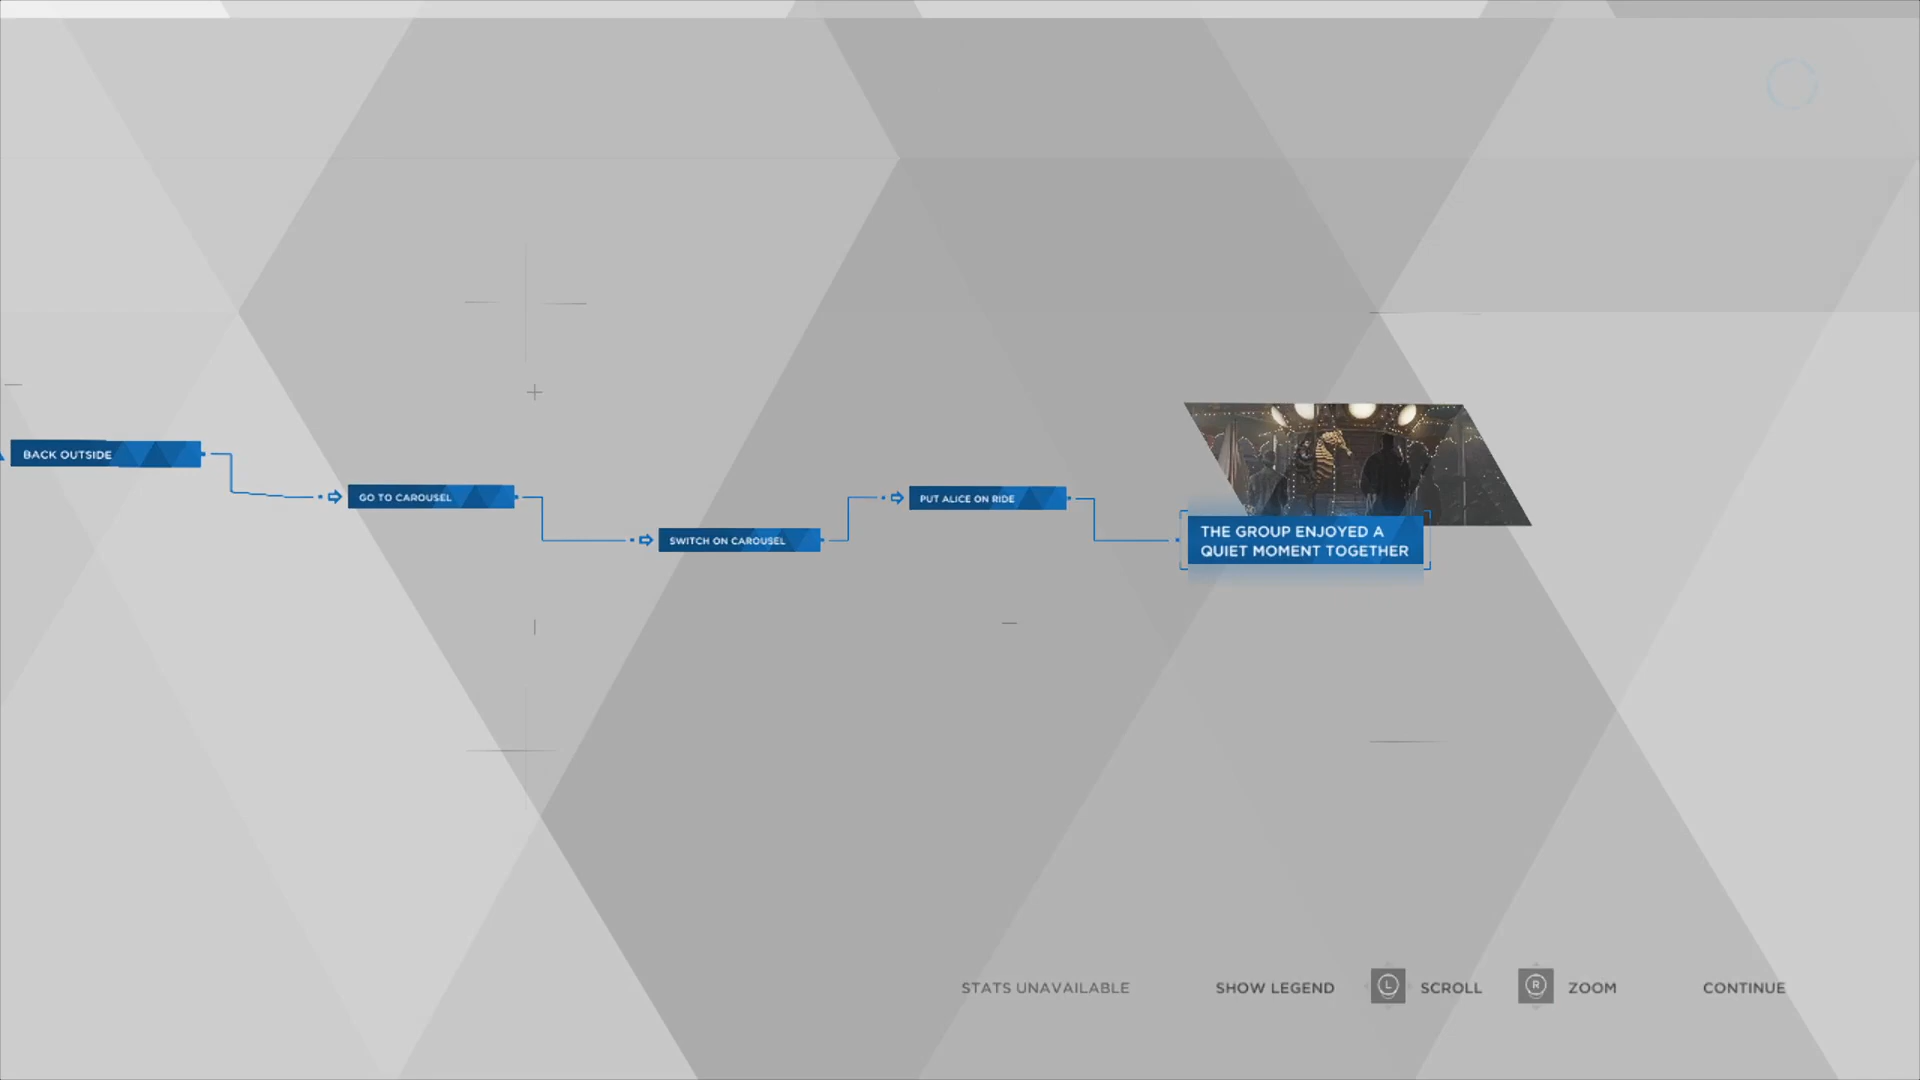 BACK OUTSIDE
GO TO CAROUSEL
SWITCH ON CAROUSEL
PUT ALICE ON RIDE
THE GROUP ENJOYED A
QUIET MOMENT TOGETHER
STATS UNAVAILABLE
SHOW LEGEND
L
SCROLL
R
ZOOM
CONTINUE